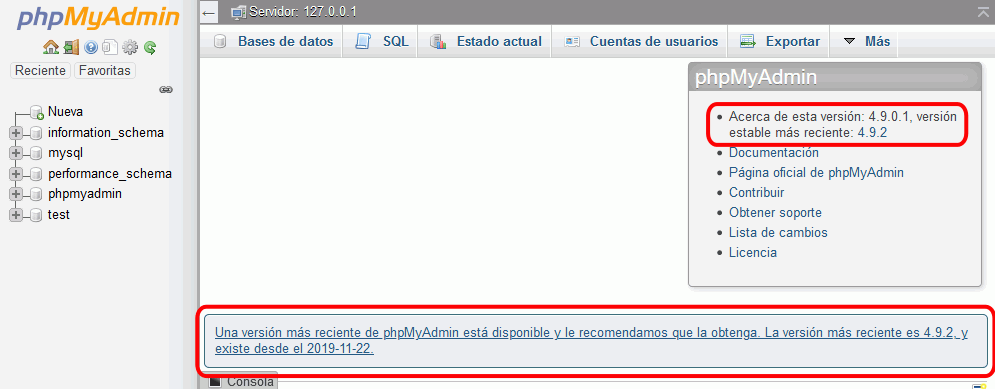 phpMyAdmin
Reciente Favoritas
Nueva
information_schema
mysql
performance_schema
phpmyadmin
test
Servidor: 127.0.0.1
Bases de datos SQL Estado actual Cuentas de usuarios Exportar Más
phpMyAdmin
Acerca de esta versión: 4.9.0.1, versión
estable más reciente: 4.9.2
Documentación
Página oficial de phpMyAdmin
Contribuir
Obtener soporte
Lista de cambios
Licencia
Una versión más reciente de phpMyAdmin está disponible y le recomendamos que la obtenga. La versión más reciente es 4.9.2, y
existe desde el 2019-11-22.
Consola